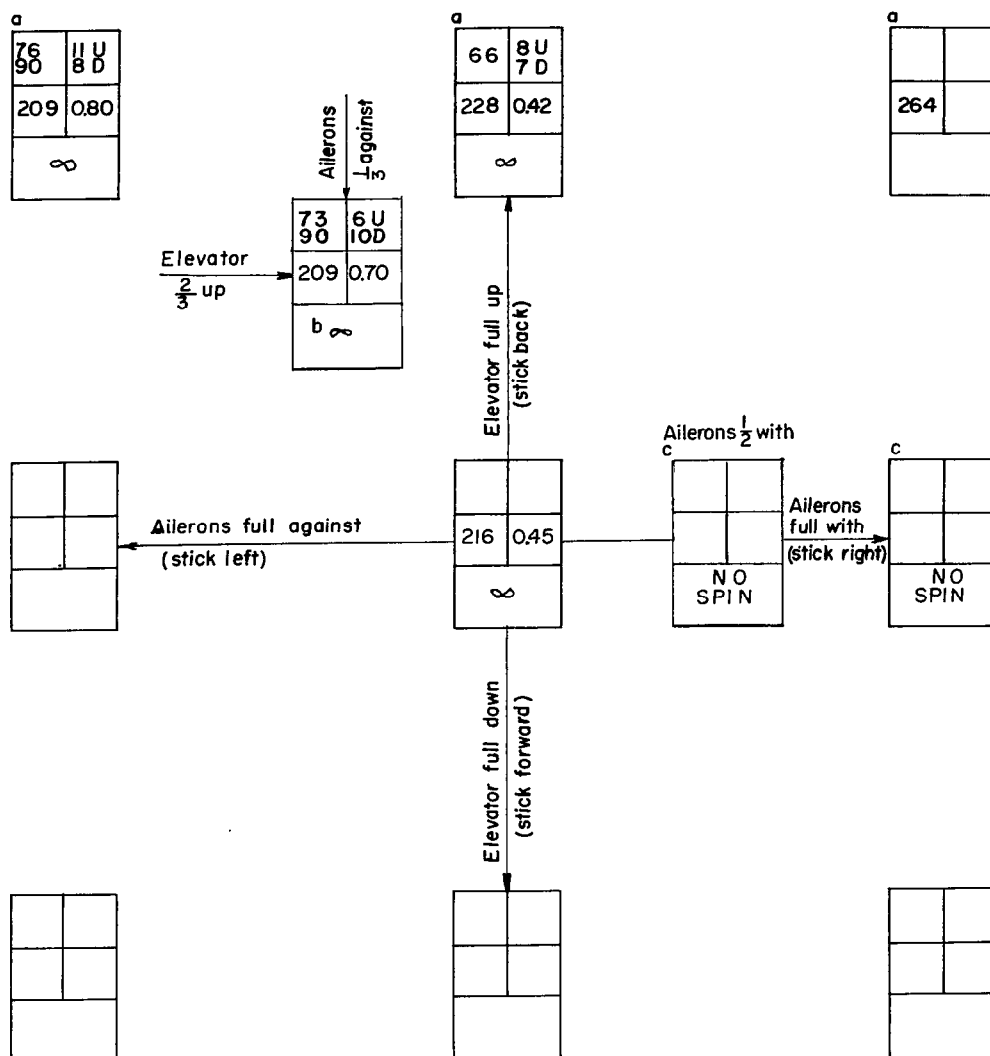 a
a
a
76
90
11 U
8 D
66
8 U
7 D
209
0.80
228
0.42
264
∞
∞
Ailerons
1/3 against
73
90
6 U
10D
Elevator
2/3 up
209
0.70
b ∞
Elevator full up
(stick back)
Ailerons 1/2 with
c
c
Ailerons full against
(stick left)
216
0.45
Ailerons
full with
(stick right)
∞
NO
SPIN
NO
SPIN
Elevator full down
(stick forward)